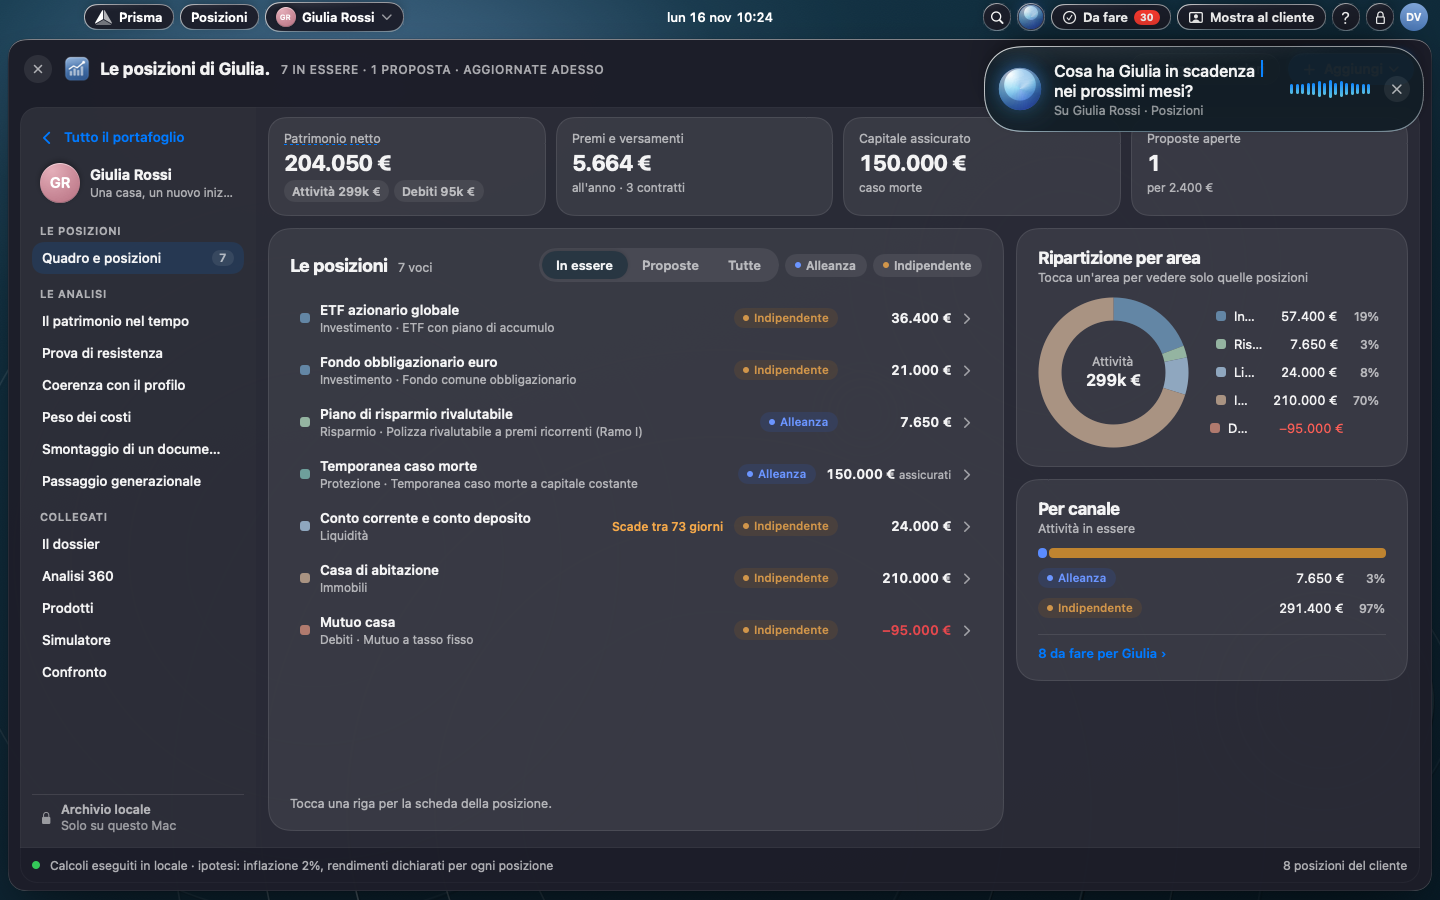 Prisma
Posizioni
GR Giulia Rossi
lun 16 nov 10:24
Da fare 30
Mostra al cliente
?
DV
Le posizioni di Giulia.
7 IN ESSERE · 1 PROPOSTA · AGGIORNATE ADESSO
Cosa ha Giulia in scadenza
nei prossimi mesi?
Su Giulia Rossi · Posizioni
Tutto il portafoglio
GR
Giulia Rossi
Una casa, un nuovo iniz…
LE POSIZIONI
Quadro e posizioni 7
LE ANALISI
Il patrimonio nel tempo
Prova di resistenza
Coerenza con il profilo
Peso dei costi
Smontaggio di un docume…
Passaggio generazionale
COLLEGATI
Il dossier
Analisi 360
Prodotti
Simulatore
Confronto
Archivio locale
Solo su questo Mac
Patrimonio netto
204.050 €
Attività 299k € Debiti 95k €
Premi e versamenti
5.664 €
all'anno · 3 contratti
Capitale assicurato
150.000 €
caso morte
Proposte aperte
1
per 2.400 €
Le posizioni 7 voci
In essere Proposte Tutte
Alleanza Indipendente
ETF azionario globale
Investimento · ETF con piano di accumulo
Indipendente 36.400 €
Fondo obbligazionario euro
Investimento · Fondo comune obbligazionario
Indipendente 21.000 €
Piano di risparmio rivalutabile
Risparmio · Polizza rivalutabile a premi ricorrenti (Ramo I)
Alleanza 7.650 €
Temporanea caso morte
Protezione · Temporanea caso morte a capitale costante
Alleanza 150.000 € assicurati
Conto corrente e conto deposito
Liquidità
Scade tra 73 giorni Indipendente 24.000 €
Casa di abitazione
Immobili
Indipendente 210.000 €
Mutuo casa
Debiti · Mutuo a tasso fisso
Indipendente −95.000 €
Tocca una riga per la scheda della posizione.
Ripartizione per area
Tocca un'area per vedere solo quelle posizioni
Attività
299k €
In… 57.400 € 19%
Ris… 7.650 € 3%
Li… 24.000 € 8%
I… 210.000 € 70%
D… −95.000 €
Per canale
Attività in essere
Alleanza 7.650 € 3%
Indipendente 291.400 € 97%
8 da fare per Giulia ›
Calcoli eseguiti in locale · ipotesi: inflazione 2%, rendimenti dichiarati per ogni posizione
8 posizioni del cliente